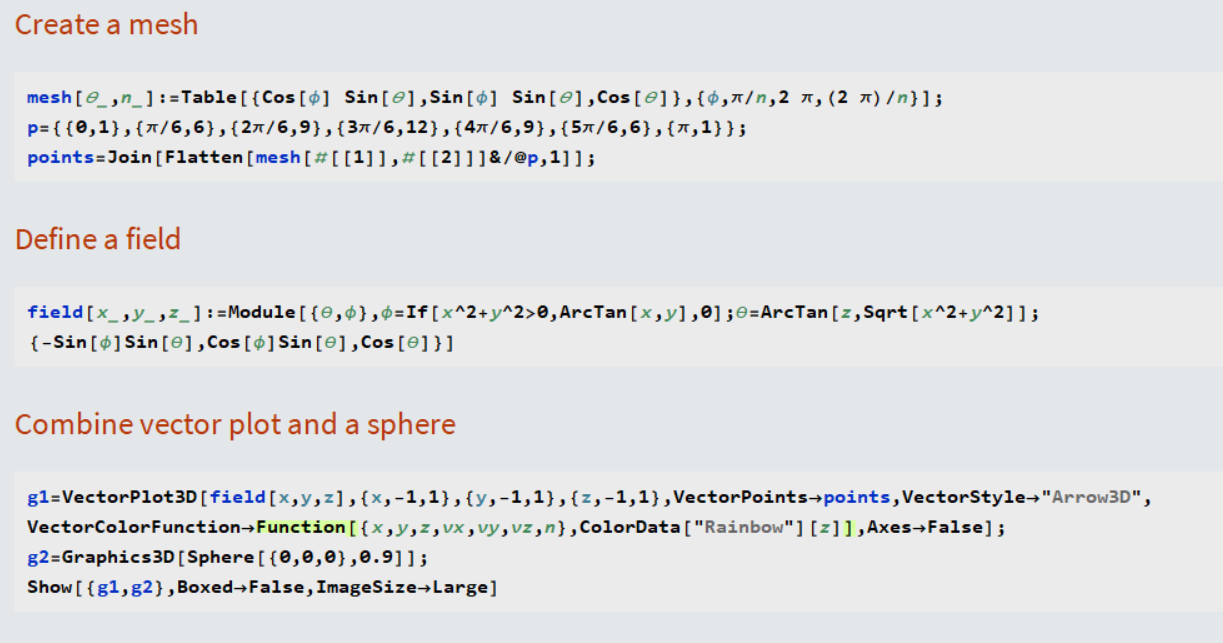 Create a mesh
mesh[θ_,n_]:=Table[{Cos[ϕ] Sin[θ],Sin[ϕ] Sin[θ],Cos[θ]},{ϕ,π/n,2 π,(2 π)/n}];
p={{0,1},{π/6,6},{2π/6,9},{3π/6,12},{4π/6,9},{5π/6,6},{π,1}};
points=Join[Flatten[mesh[#[[1]],#[[2]]]&/@p,1]];
Define a field
field[x_,y_,z_]:=Module[{θ,ϕ},ϕ=If[x^2+y^2>0,ArcTan[x,y],0];θ=ArcTan[z,Sqrt[x^2+y^2]];
{-Sin[ϕ]Sin[θ],Cos[ϕ]Sin[θ],Cos[θ]}]
Combine vector plot and a sphere
g1=VectorPlot3D[field[x,y,z],{x,-1,1},{y,-1,1},{z,-1,1},VectorPoints→points,VectorStyle→"Arrow3D",
VectorColorFunction→Function[{x,y,z,vx,vy,vz,n},ColorData["Rainbow"][z]],Axes→False];
g2=Graphics3D[Sphere[{0,0,0},0.9]];
Show[{g1,g2},Boxed→False,ImageSize→Large]